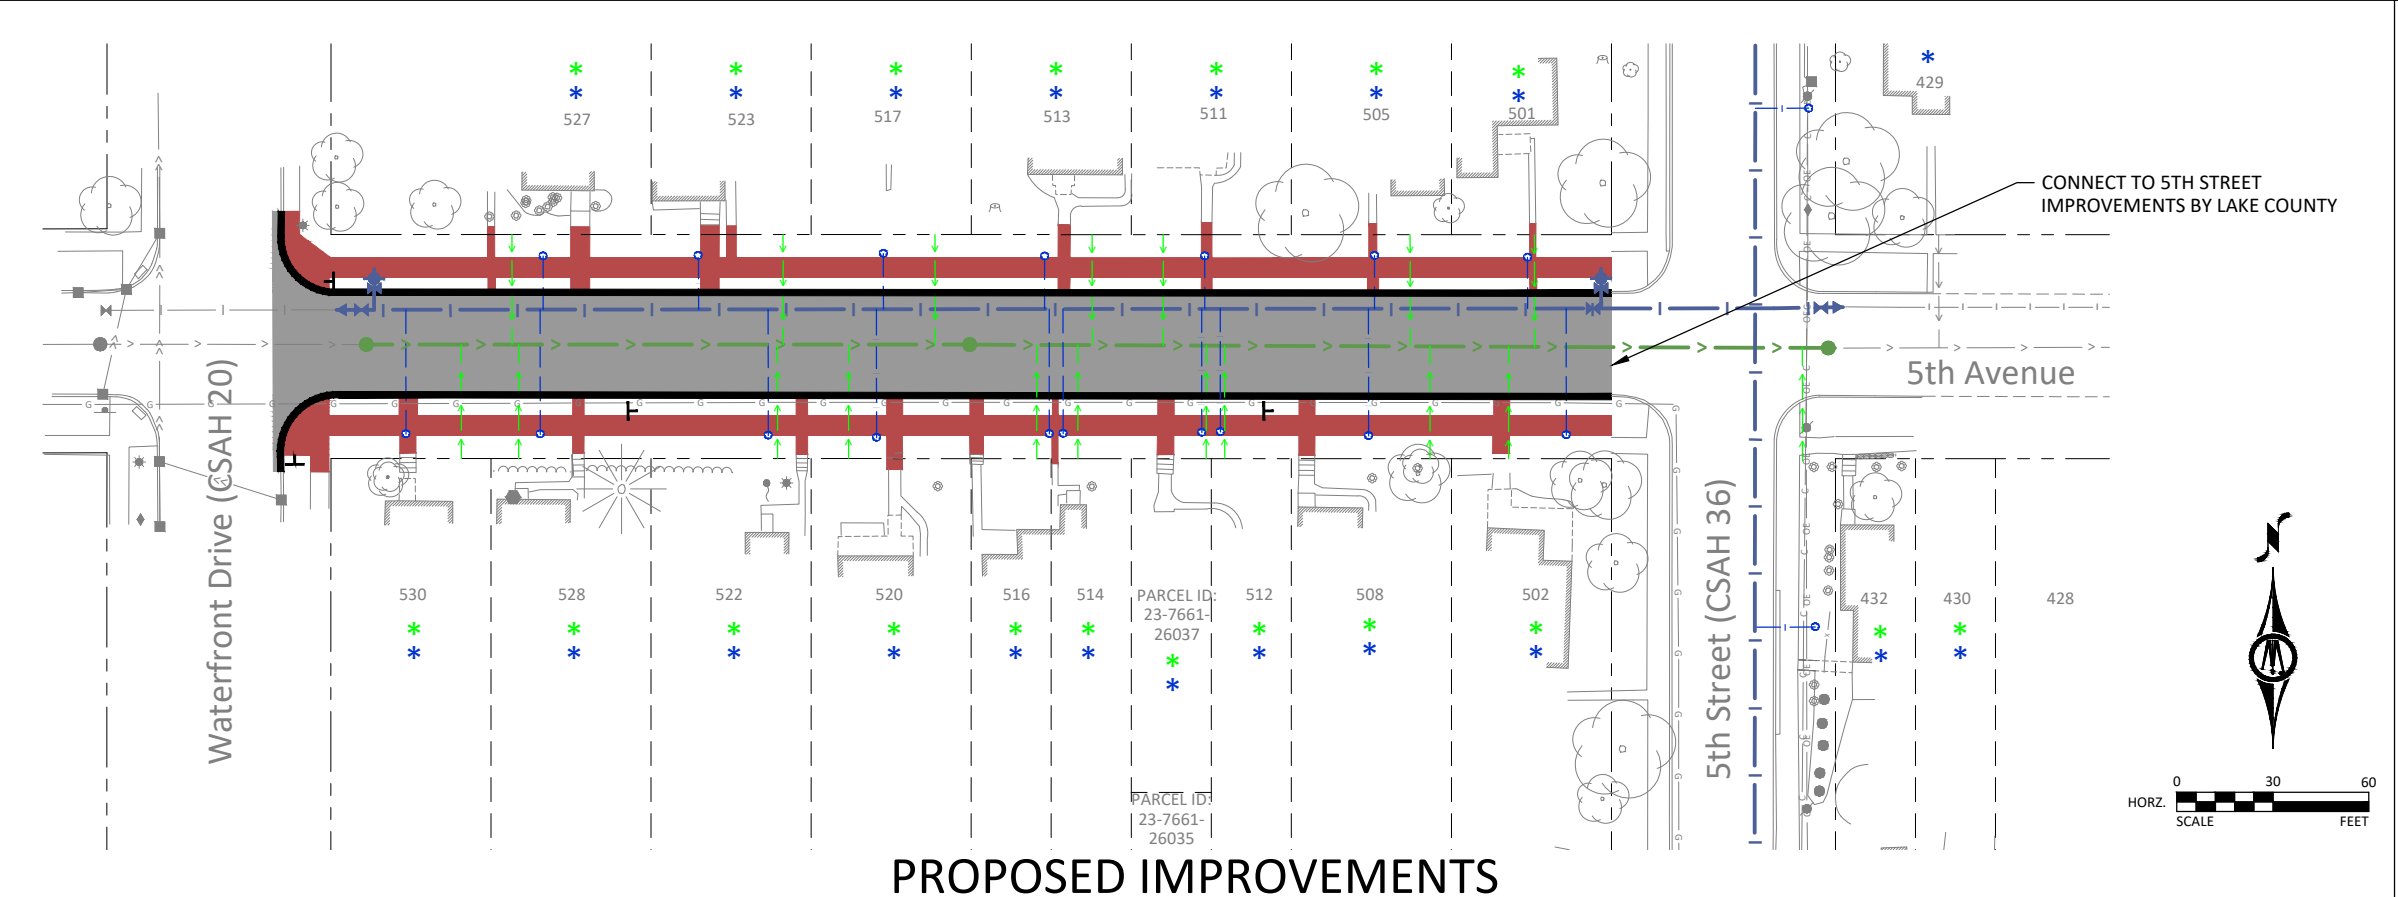 527
523
517
513
511
505
501
429
CONNECT TO 5TH STREET
IMPROVEMENTS BY LAKE COUNTY
5th Avenue
Waterfront Drive (CSAH 20)
5th Street (CSAH 36)
530
528
522
520
516
514
PARCEL ID:
23-7661-
26037
512
508
502
432
430
428
PARCEL ID:
23-7661-
26035
N
0 30 60
HORZ.
SCALE FEET
PROPOSED IMPROVEMENTS